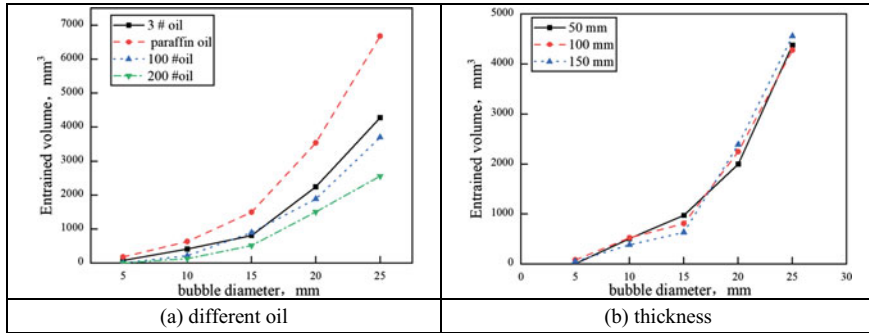 3 # oil
paraffin oil
100 #oil
200 #oil
Entrained volume, mm³
7000
6000
5000
4000
3000
2000
1000
0
5 10 15 20 25
bubble diameter, mm
(a) different oil
50 mm
100 mm
150 mm
Entrained volume, mm³
5000
4000
3000
2000
1000
0
0 5 10 15 20 25 30
bubble diameter, mm
(b) thickness